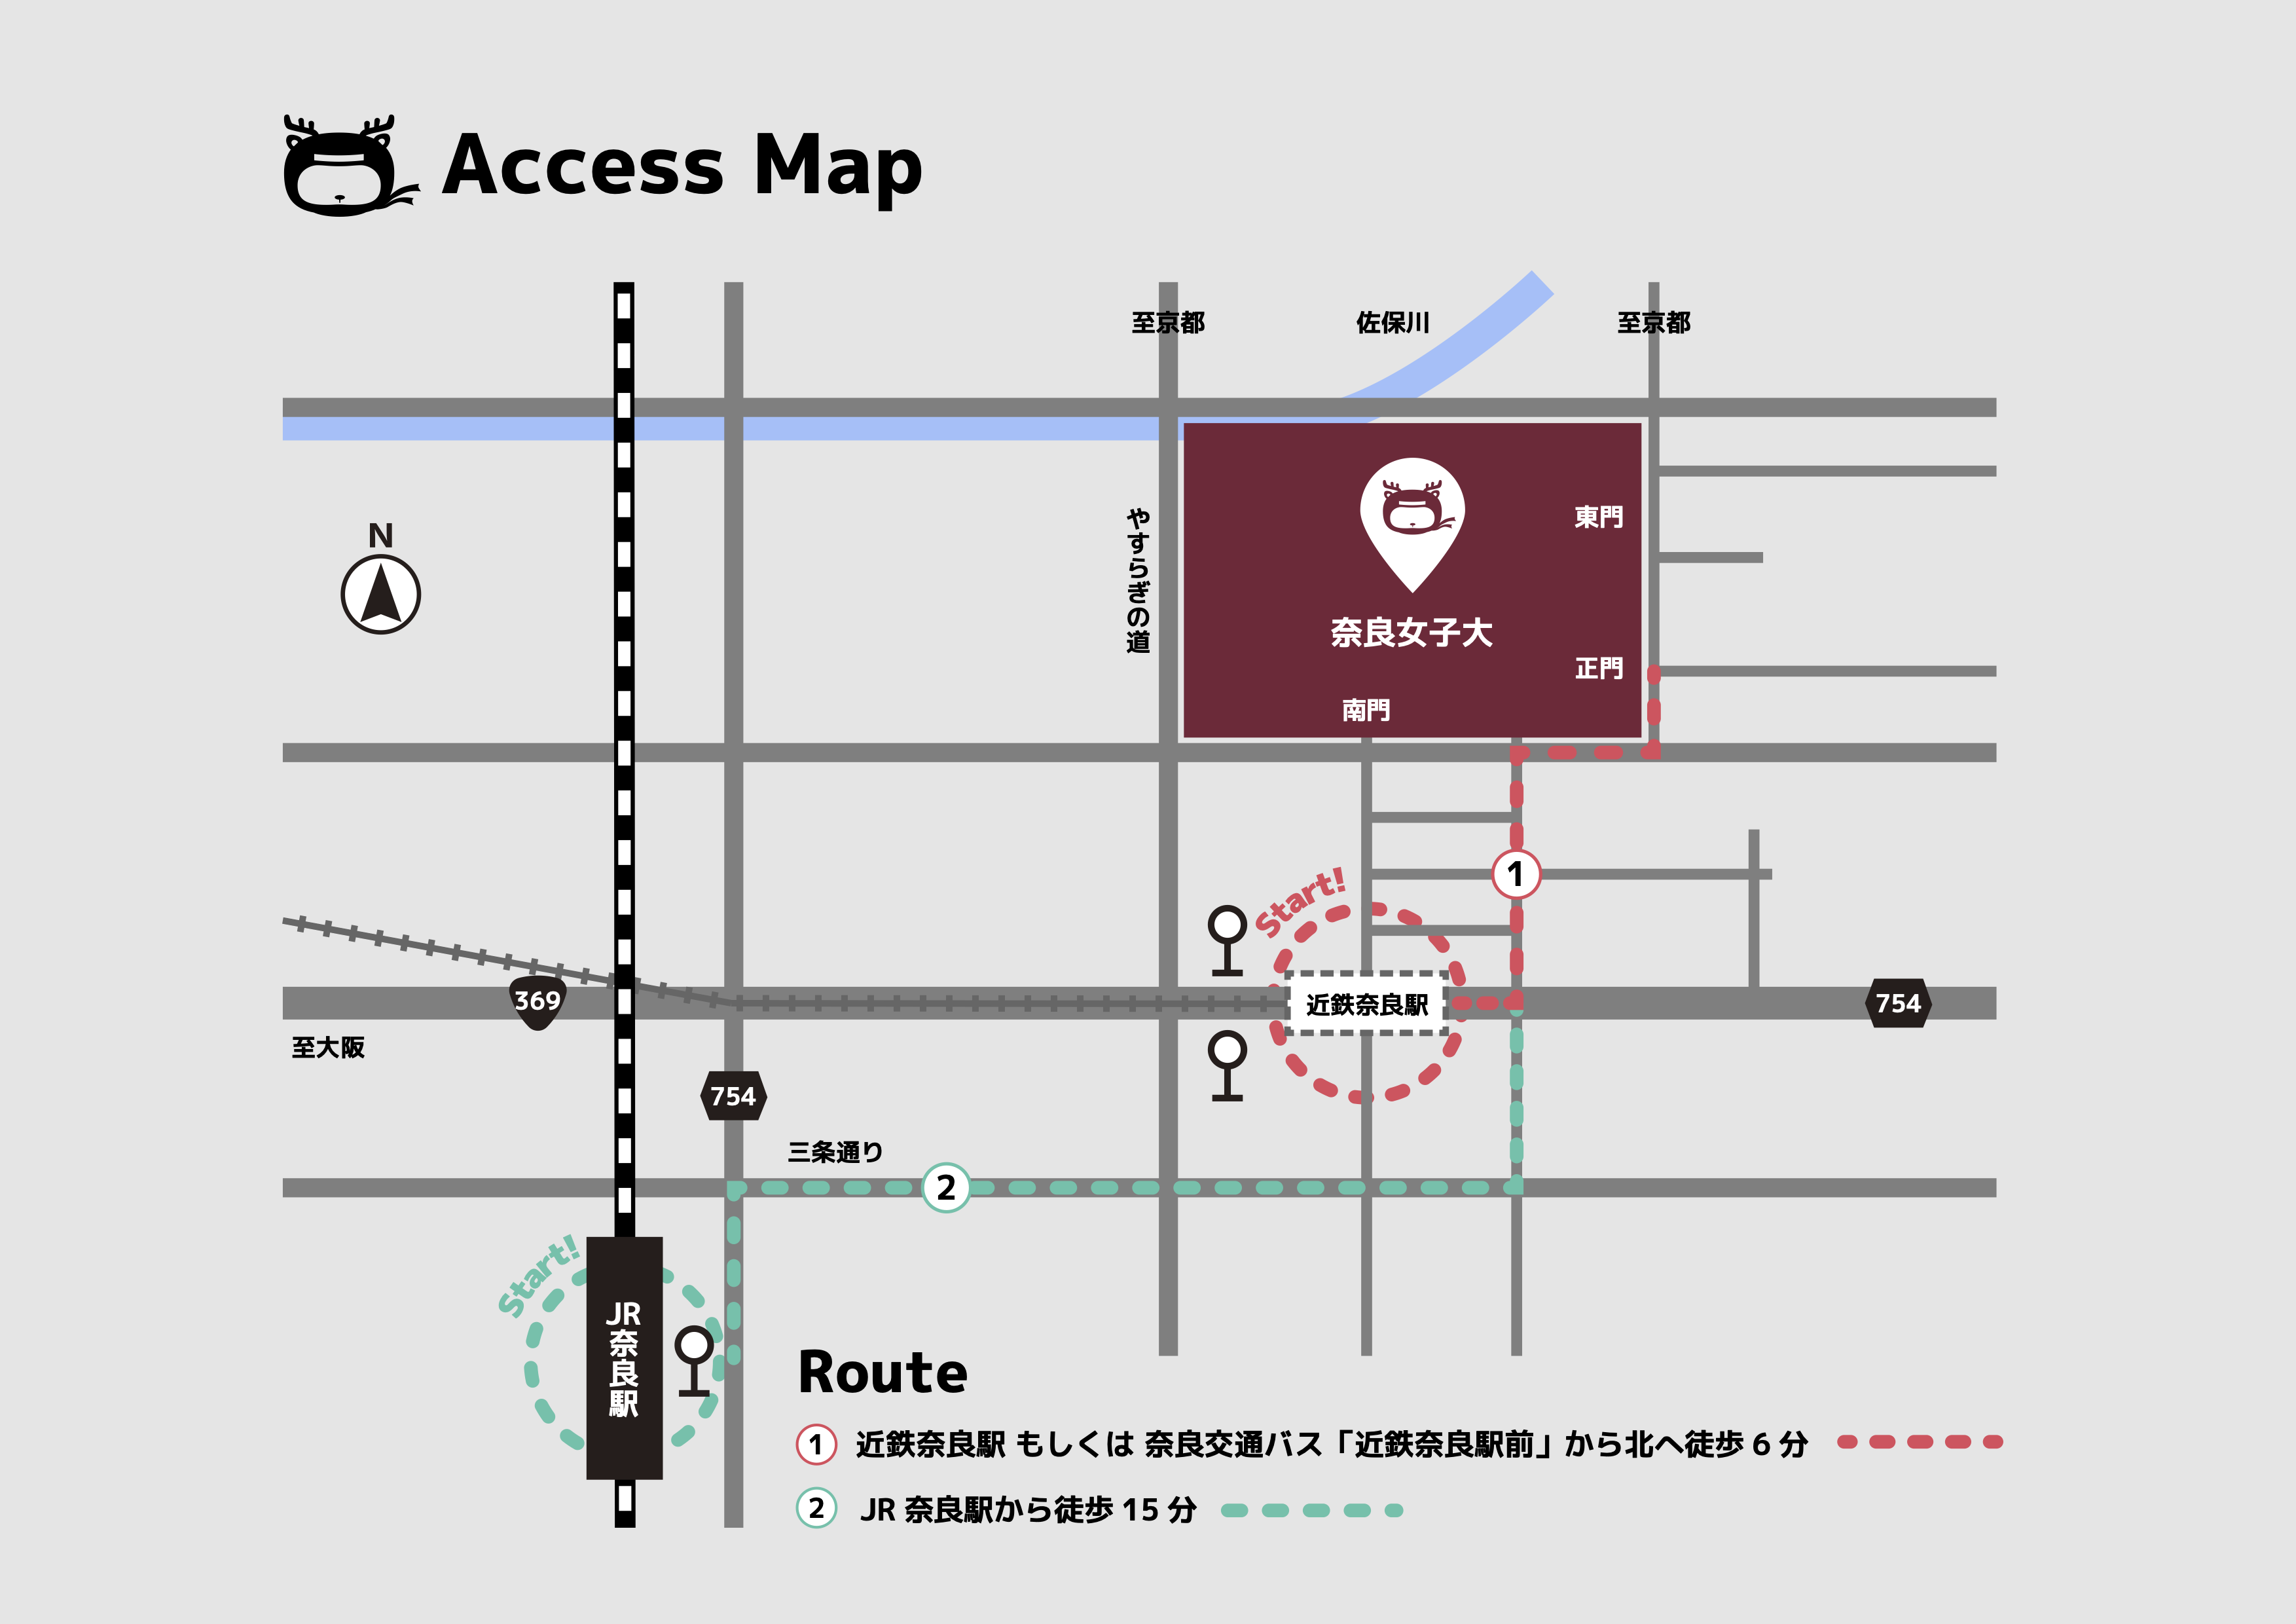 Access Map
至京都
佐保川
至京都
N
やすらぎの道
東門
奈良女子大
正門
南門
1
Start!
369
近鉄奈良駅
754
至大阪
754
三条通り
2
Start!
JR奈良駅
Route
1 近鉄奈良駅 もしくは 奈良交通バス「近鉄奈良駅前」から北へ徒歩 6 分
2 JR 奈良駅から徒歩 15 分